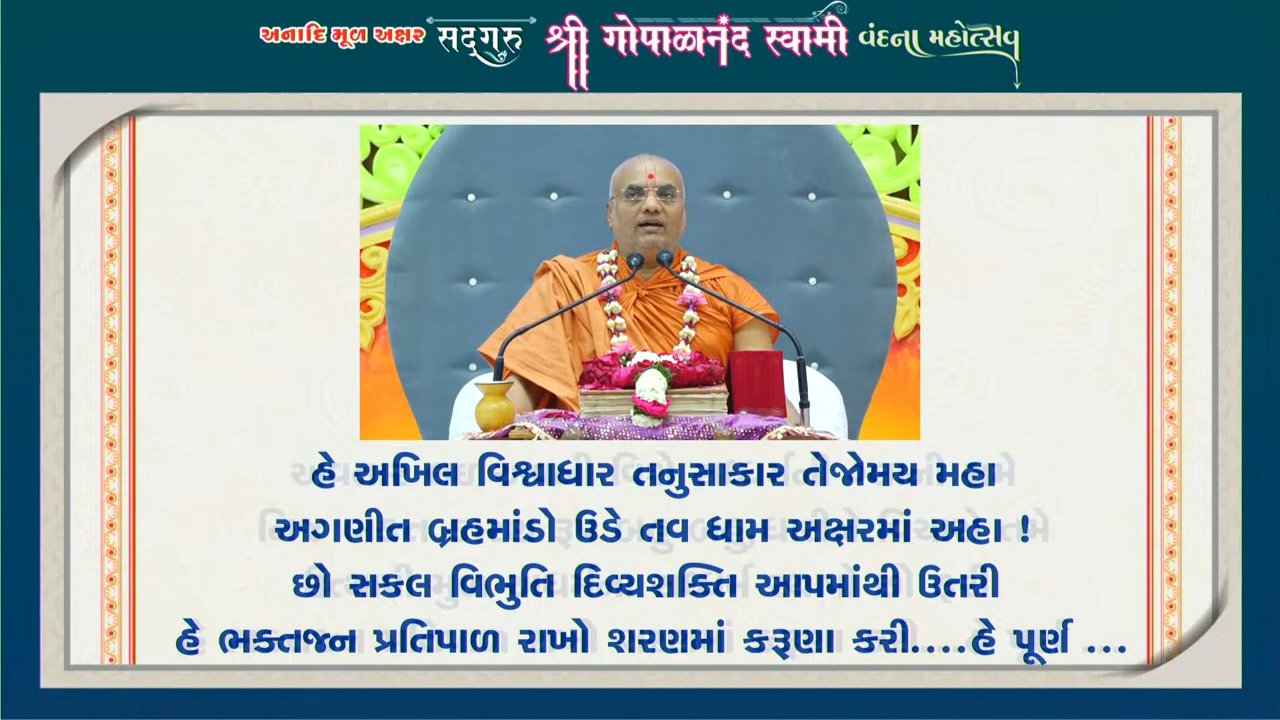 અનાદિ મૂળ અક્ષર સદ્‌ગુરુ શ્રી ગોપાળાનંદ સ્વામી વંદના મહોત્સવ
હે અખિલ વિશ્વાધાર તનુસાકાર તેજોમય મહા
અગણીત બ્રહમાંડો ઉડે તવ ધામ અક્ષરમાં અહા !
છો સકલ વિભુતિ દિવ્યશક્તિ આપમાંથી ઉતરી
હે ભક્તજન પ્રતિપાળ રાખો શરણમાં કરૂણા કરી....હે પૂર્ણ ...